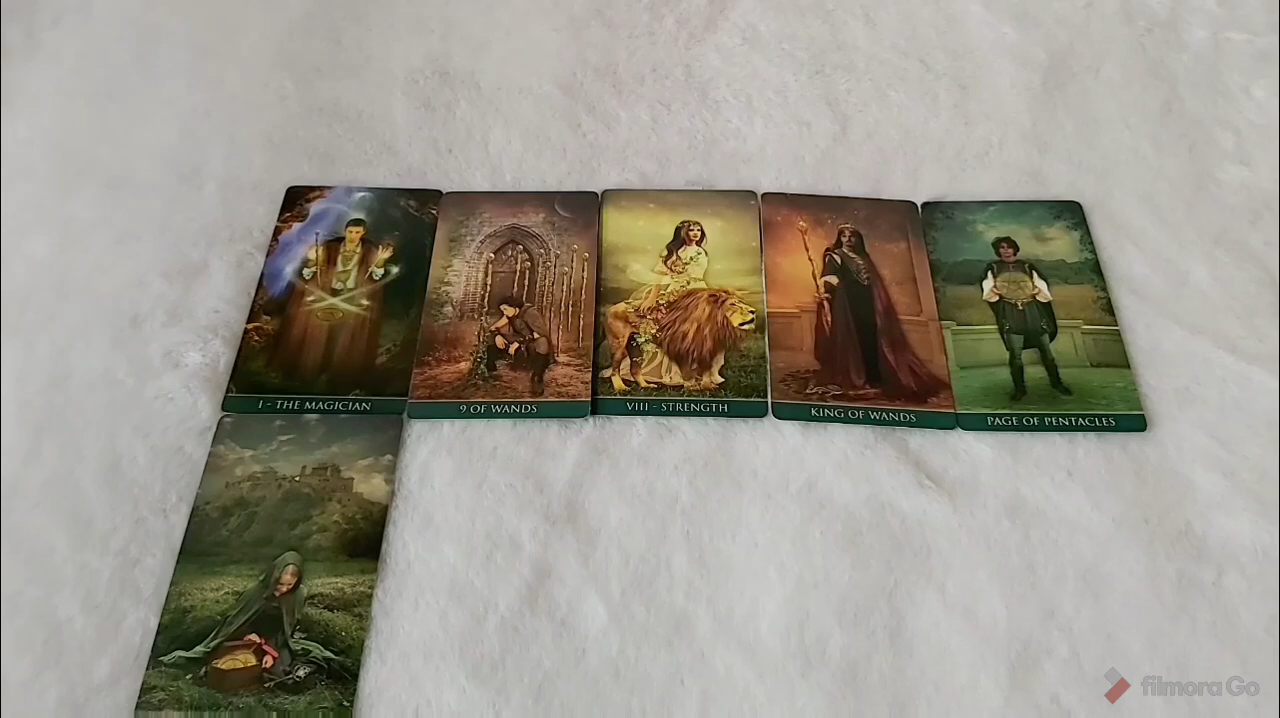 I - THE MAGICIAN
9 OF WANDS
VIII - STRENGTH
KING OF WANDS
PAGE OF PENTACLES
filmora Go